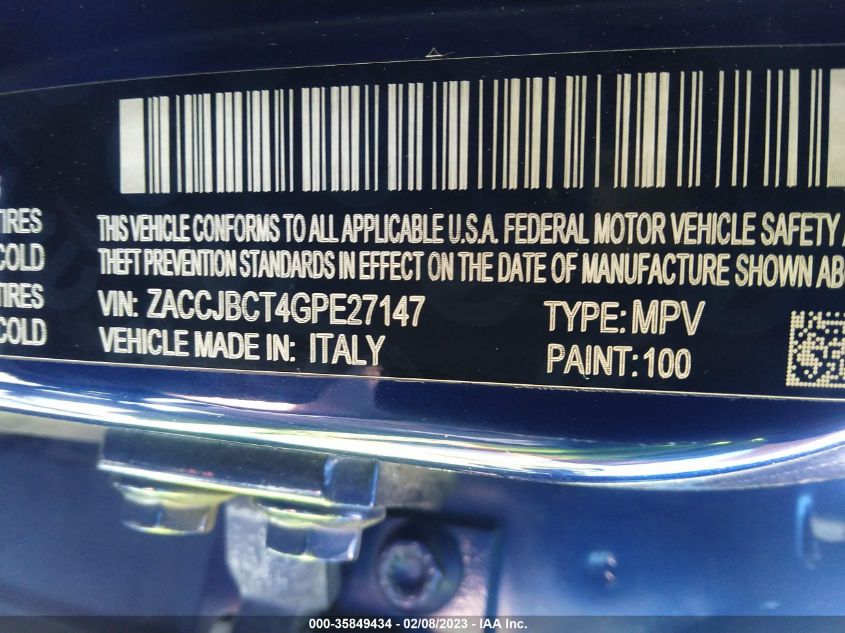 TIRES
COLD
TIRES
COLD
THIS VEHICLE CONFORMS TO ALL APPLICABLE U.S.A. FEDERAL MOTOR VEHICLE SAFETY
THEFT PREVENTION STANDARDS IN EFFECT ON THE DATE OF MANUFACTURE SHOWN AB
VIN: ZACCJBCT4GPE27147 TYPE: MPV
VEHICLE MADE IN: ITALY PAINT: 100
000-35849434 - 02/08/2023 - IAA Inc.